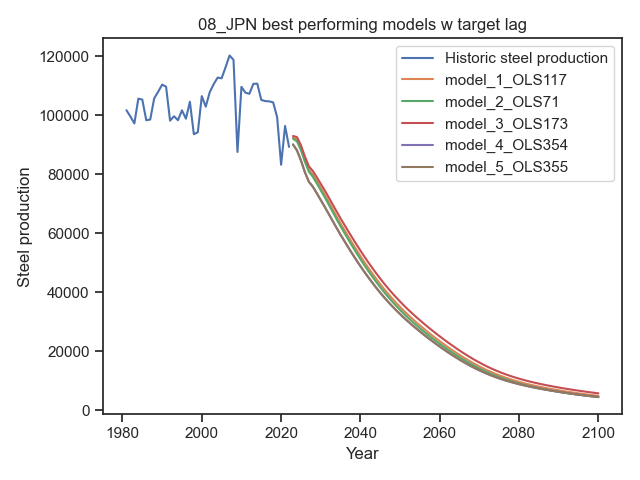 08_JPN best performing models w target lag
Historic steel production
model_1_OLS117
model_2_OLS71
model_3_OLS173
model_4_OLS354
model_5_OLS355
Steel production
120000
100000
80000
60000
40000
20000
0
1980 2000 2020 2040 2060 2080 2100
Year